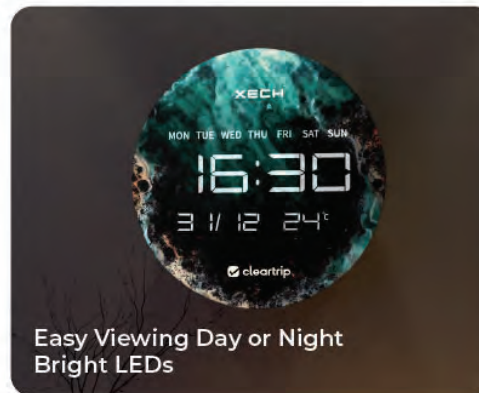 XECH
MON TUE WED THU FRI SAT SUN
16:30
31/12 24°c
cleartrip
Easy Viewing Day or Night
Bright LEDs